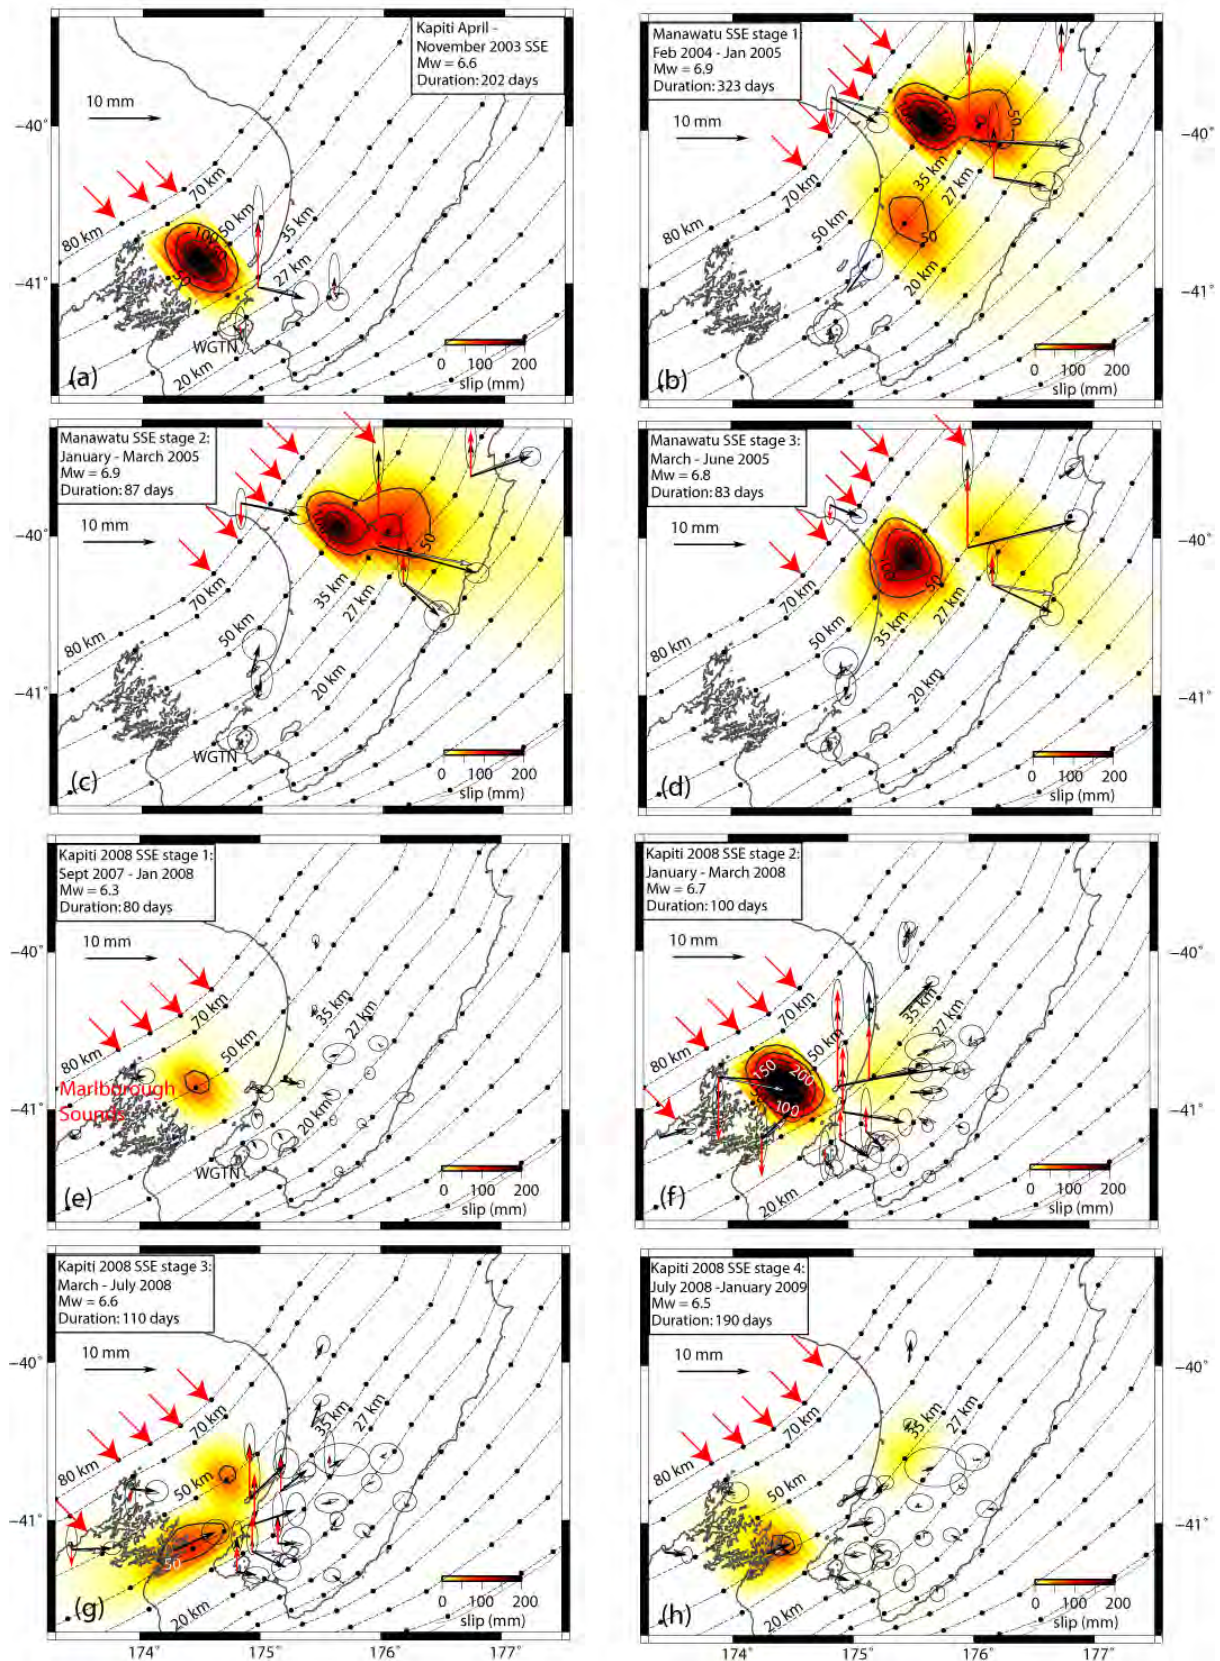 Kapiti April -
November 2003 SSE
Mw = 6.6
Duration: 202 days
10 mm
−40°
−41°
80 km
70 km
50 km
35 km
27 km
20 km
100
50
WGTN
0 100 200
slip (mm)
(a)
Manawatu SSE stage 1:
Feb 2004 - Jan 2005
Mw = 6.9
Duration: 323 days
10 mm
−40°
−41°
80 km
70 km
50 km
35 km
27 km
20 km
50
50
0 100 200
slip (mm)
(b)
Manawatu SSE stage 2:
January - March 2005
Mw = 6.9
Duration: 87 days
10 mm
−40°
−41°
80 km
70 km
50 km
35 km
27 km
20 km
50
WGTN
0 100 200
slip (mm)
(c)
Manawatu SSE stage 3:
March - June 2005
Mw = 6.8
Duration: 83 days
10 mm
−40°
−41°
80 km
70 km
50 km
35 km
27 km
20 km
100
50
0 100 200
slip (mm)
(d)
Kapiti 2008 SSE stage 1:
Sept 2007 - Jan 2008
Mw = 6.3
Duration: 80 days
10 mm
−40°
−41°
80 km
70 km
50 km
35 km
27 km
20 km
Marlborough
Sounds
WGTN
0 100 200
slip (mm)
(e)
Kapiti 2008 SSE stage 2:
January - March 2008
Mw = 6.7
Duration: 100 days
10 mm
−40°
−41°
80 km
70 km
50 km
35 km
27 km
20 km
150
200
100
0 100 200
slip (mm)
(f)
Kapiti 2008 SSE stage 3:
March - July 2008
Mw = 6.6
Duration: 110 days
10 mm
−40°
−41°
80 km
70 km
50 km
35 km
27 km
20 km
50
0 100 200
slip (mm)
(g)
174° 175° 176° 177°
Kapiti 2008 SSE stage 4:
July 2008 -January 2009
Mw = 6.5
Duration: 190 days
10 mm
−40°
−41°
80 km
70 km
50 km
35 km
27 km
20 km
0 100 200
slip (mm)
(h)
174° 175° 176° 177°